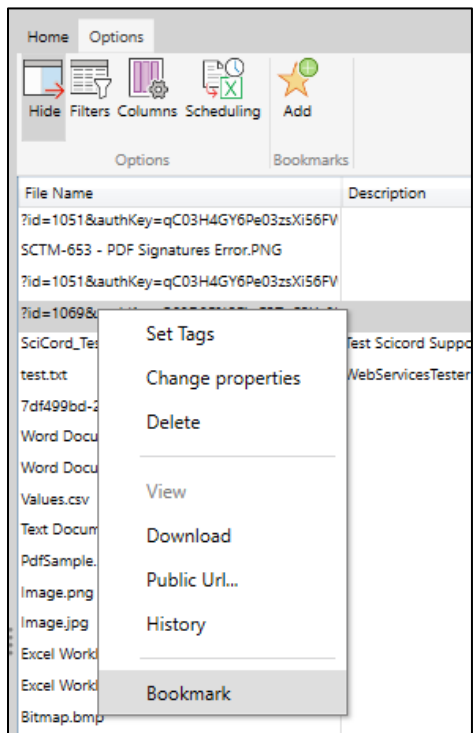 Home Options
Hide Filters Columns Scheduling Add
Options Bookmarks
File Name Description
?id=1051&authKey=qC03H4GY6Pe03zsXi56FV
SCTM-653 - PDF Signatures Error.PNG
?id=1051&authKey=qC03H4GY6Pe03zsXi56FV
?id=1069&
Set Tags
SciCord_Tes Test Scicord Suppo
test.txt WebServicesTester
Change properties
7df499bd-2
Delete
Word Docu
Word Docu
View
Values.csv
Text Docum
Download
PdfSample.
Public Url...
Image.png
Image.jpg
History
Excel Workl
Excel Workl
Bookmark
Bitmap.bmp